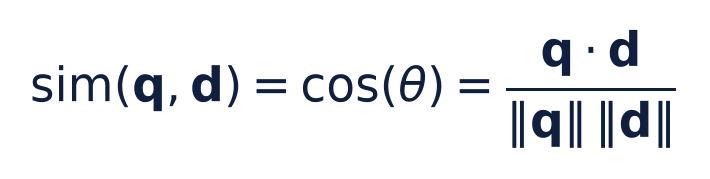 sim(q, d) = cos(θ) = q · d / ‖q‖ ‖d‖